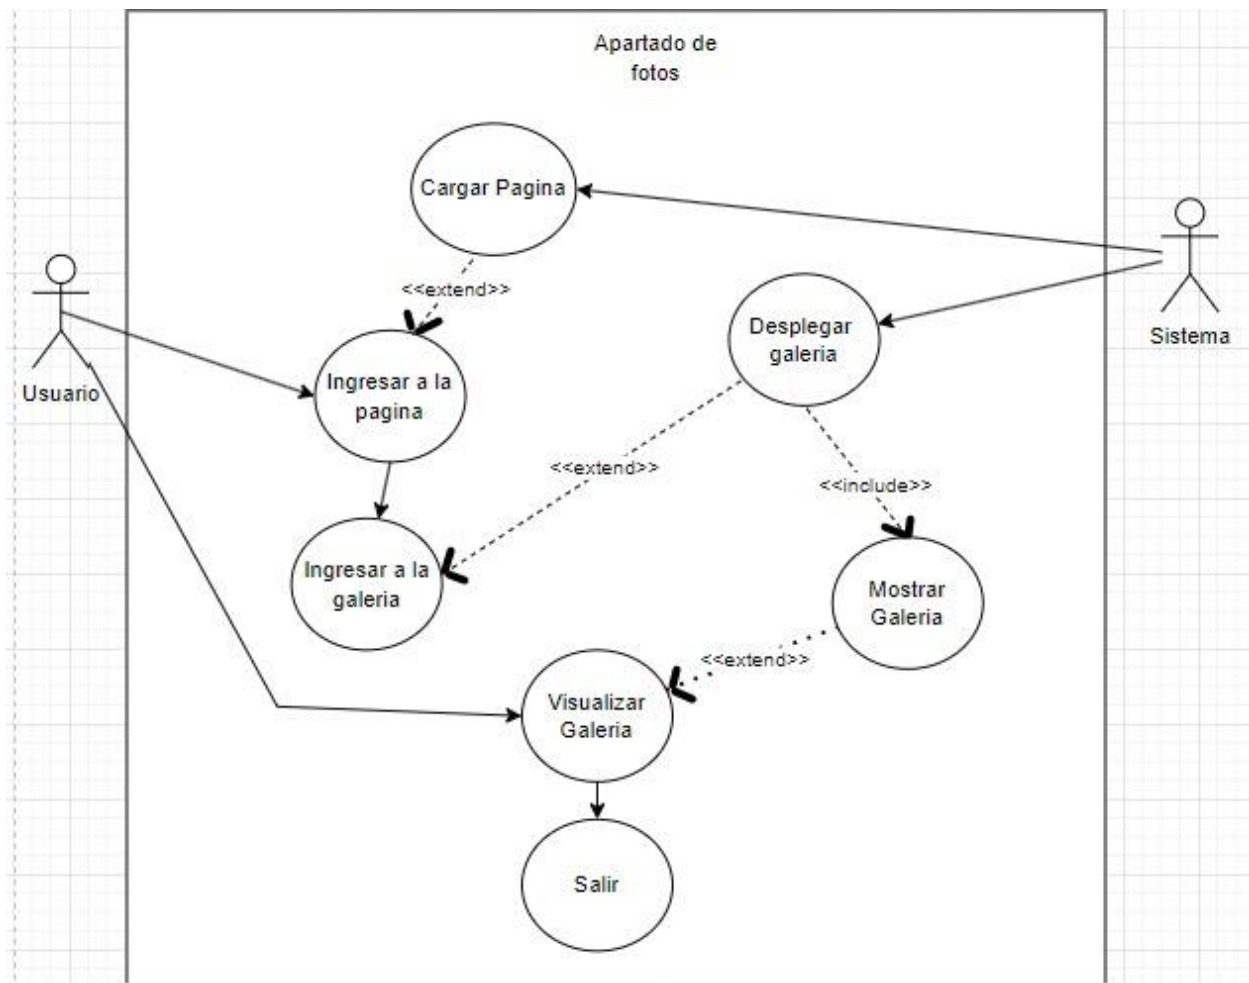 Apartado de
fotos
Cargar Pagina
<<extend>>
Usuario
Sistema
Ingresar a la
pagina
Desplegar
galeria
<<extend>>
<<include>>
Ingresar a la
galeria
Mostrar
Galeria
<<extend>>
Visualizar
Galeria
Salir